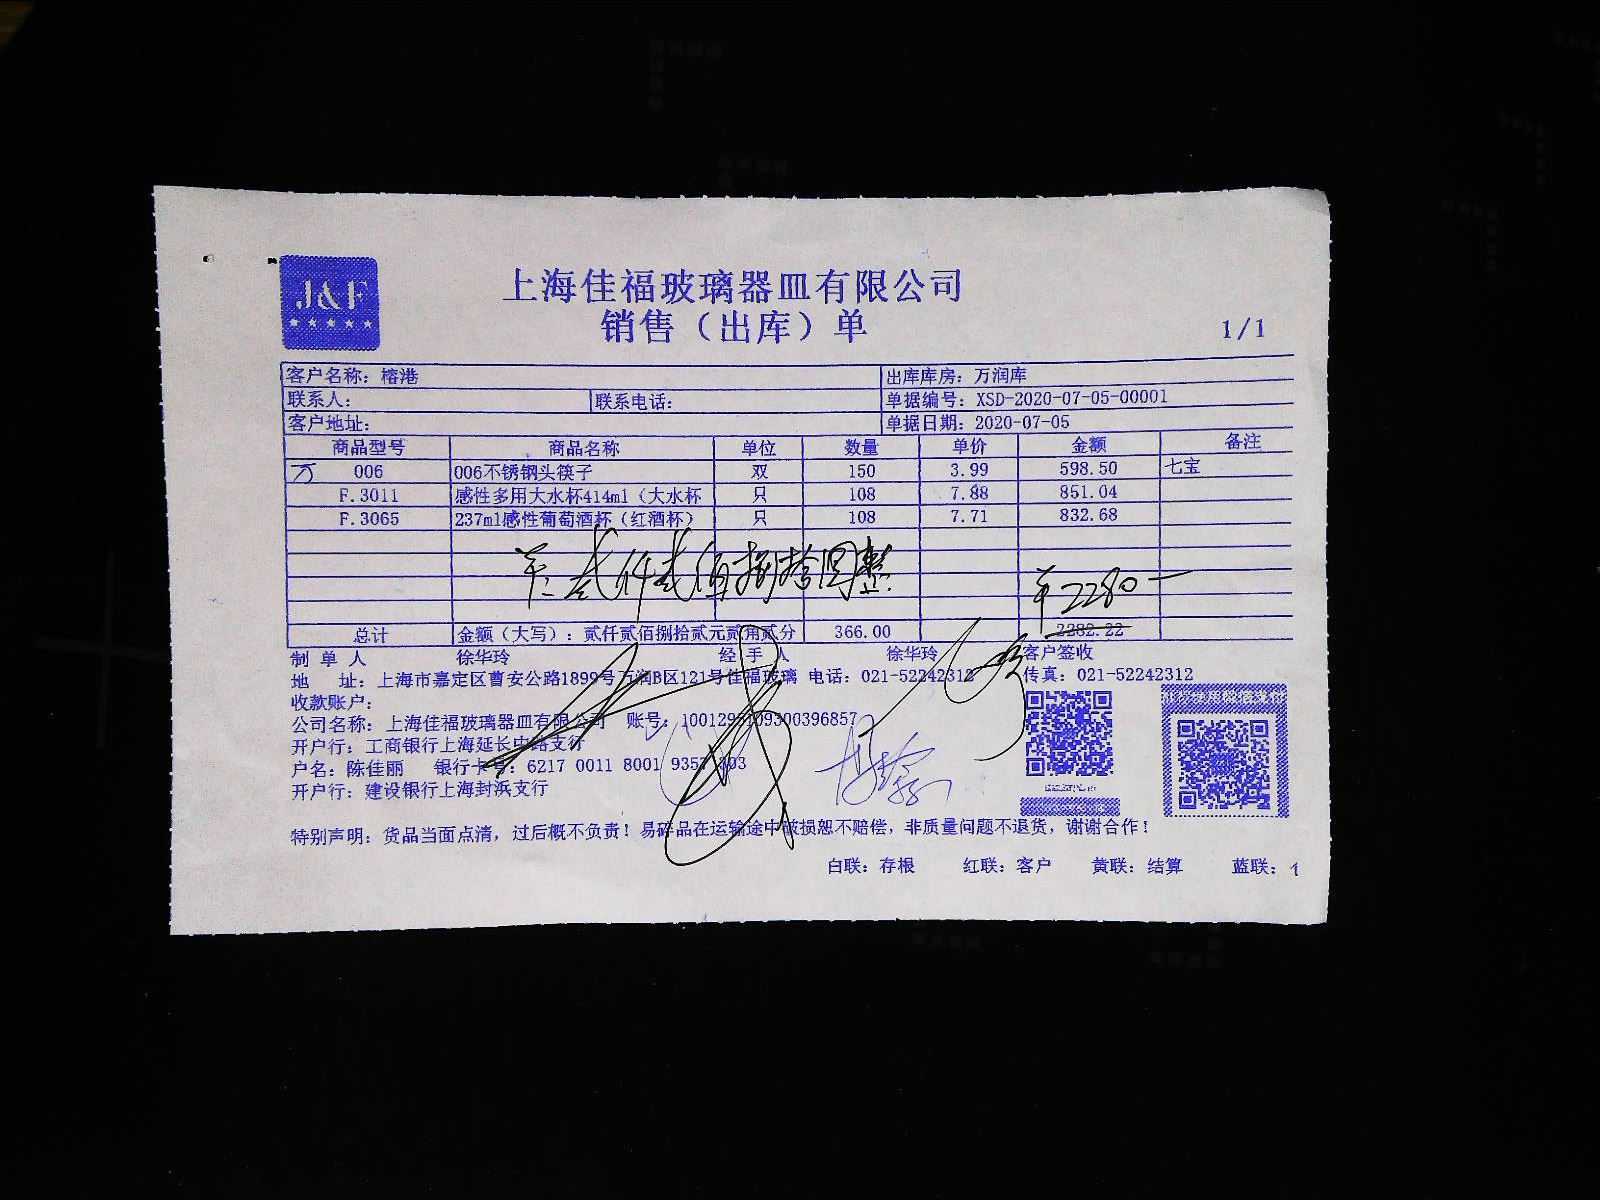 J&F
上海佳福玻璃器皿有限公司
销售（出库）单
1/1
客户名称：榕港 出库库房：万润库
联系人： 联系电话： 单据编号：XSD-2020-07-05-00001
客户地址： 单据日期：2020-07-05
商品型号 商品名称 单位 数量 单价 金额 备注
006 006不锈钢头筷子 双 150 3.99 598.50 七宝
F.3011 感性多用大水杯414ml（大水杯 只 108 7.88 851.04
F.3065 237ml感性葡萄酒杯（红酒杯） 只 108 7.71 832.68
贰仟贰佰捌拾圆整
¥2280-
总计 金额（大写）：贰仟贰佰捌拾贰元贰角贰分 366.00 2282.22
制单人 徐华玲 经手人 徐华玲 客户签收
地 址：上海市嘉定区曹安公路1899号万润B区121号佳福玻璃 电话：021-52242312 传真：021-52242312
收款账户：
公司名称：上海佳福玻璃器皿有限公司 账号：
开户行：工商银行上海延长中路支行
户名：陈佳丽 银行卡号：6217 0011 8001
开户行：建设银行上海封浜支行
特别声明：货品当面点清，过后概不负责！易碎品在运输途中破损恕不赔偿，非质量问题不退货，谢谢合作！
白联：存根 红联：客户 黄联：结算 蓝联：